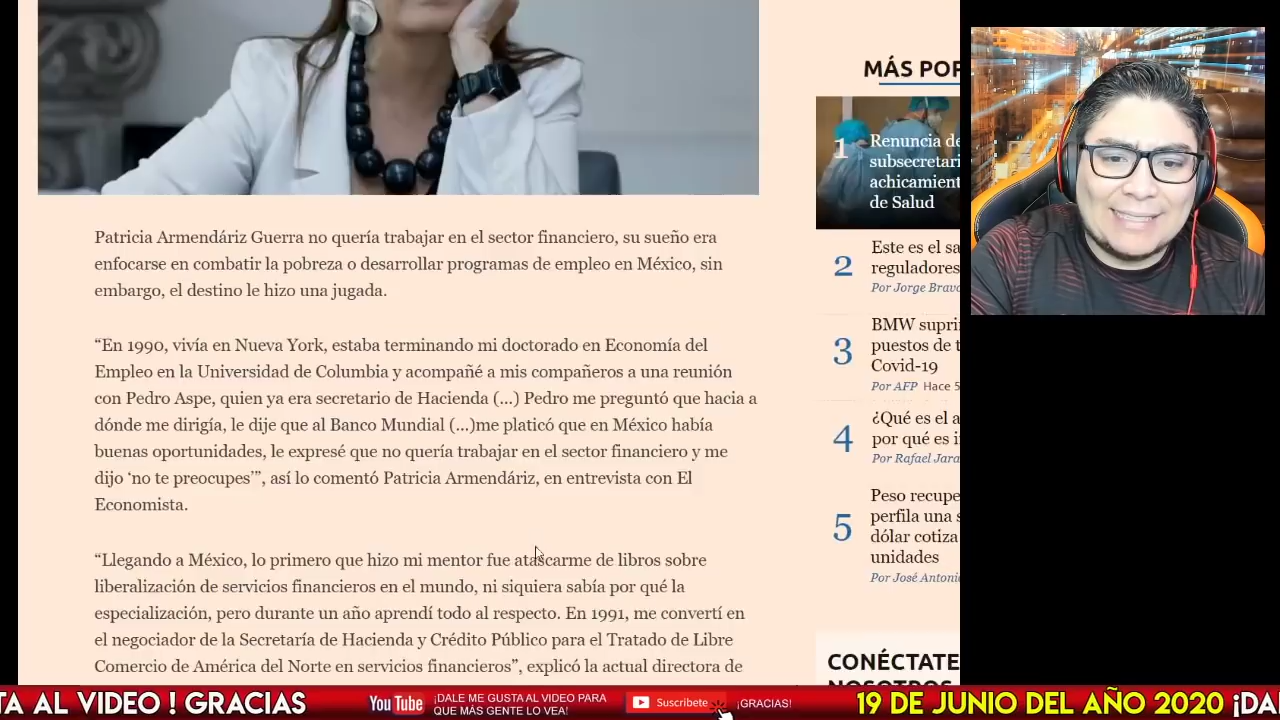 Patricia Armendáriz Guerra no quería trabajar en el sector financiero, su sueño era
enfocarse en combatir la pobreza o desarrollar programas de empleo en México, sin
embargo, el destino le hizo una jugada.
“En 1990, vivía en Nueva York, estaba terminando mi doctorado en Economía del
Empleo en la Universidad de Columbia y acompañé a mis compañeros a una reunión
con Pedro Aspe, quien ya era secretario de Hacienda (...) Pedro me preguntó que hacia a
dónde me dirigía, le dije que al Banco Mundial (...)me platicó que en México había
buenas oportunidades, le expresé que no quería trabajar en el sector financiero y me
dijo ‘no te preocupes’”, así lo comentó Patricia Armendáriz, en entrevista con El
Economista.
“Llegando a México, lo primero que hizo mi mentor fue atascarme de libros sobre
liberalización de servicios financieros en el mundo, ni siquiera sabía por qué la
especialización, pero durante un año aprendí todo al respecto. En 1991, me convertí en
el negociador de la Secretaría de Hacienda y Crédito Público para el Tratado de Libre
Comercio de América del Norte en servicios financieros”, explicó la actual directora de
MÁS POP
1
Renuncia de
subsecretari
achicamient
de Salud
2
Este es el sa
reguladores
Por Jorge Bravo
3
BMW supri
puestos de t
Covid-19
Por AFP Hace 5
4
¿Qué es el a
por qué es i
Por Rafael Jara
5
Peso recupe
perfila una s
dólar cotiza
unidades
Por José Antoni
CONÉCTATE
NOSOTROS
TA AL VIDEO ! GRACIAS
YouTube
¡DALE ME GUSTA AL VIDEO PARA
QUE MÁS GENTE LO VEA!
Suscribete
¡GRACIAS!
19 DE JUNIO DEL AÑO 2020 ¡DA